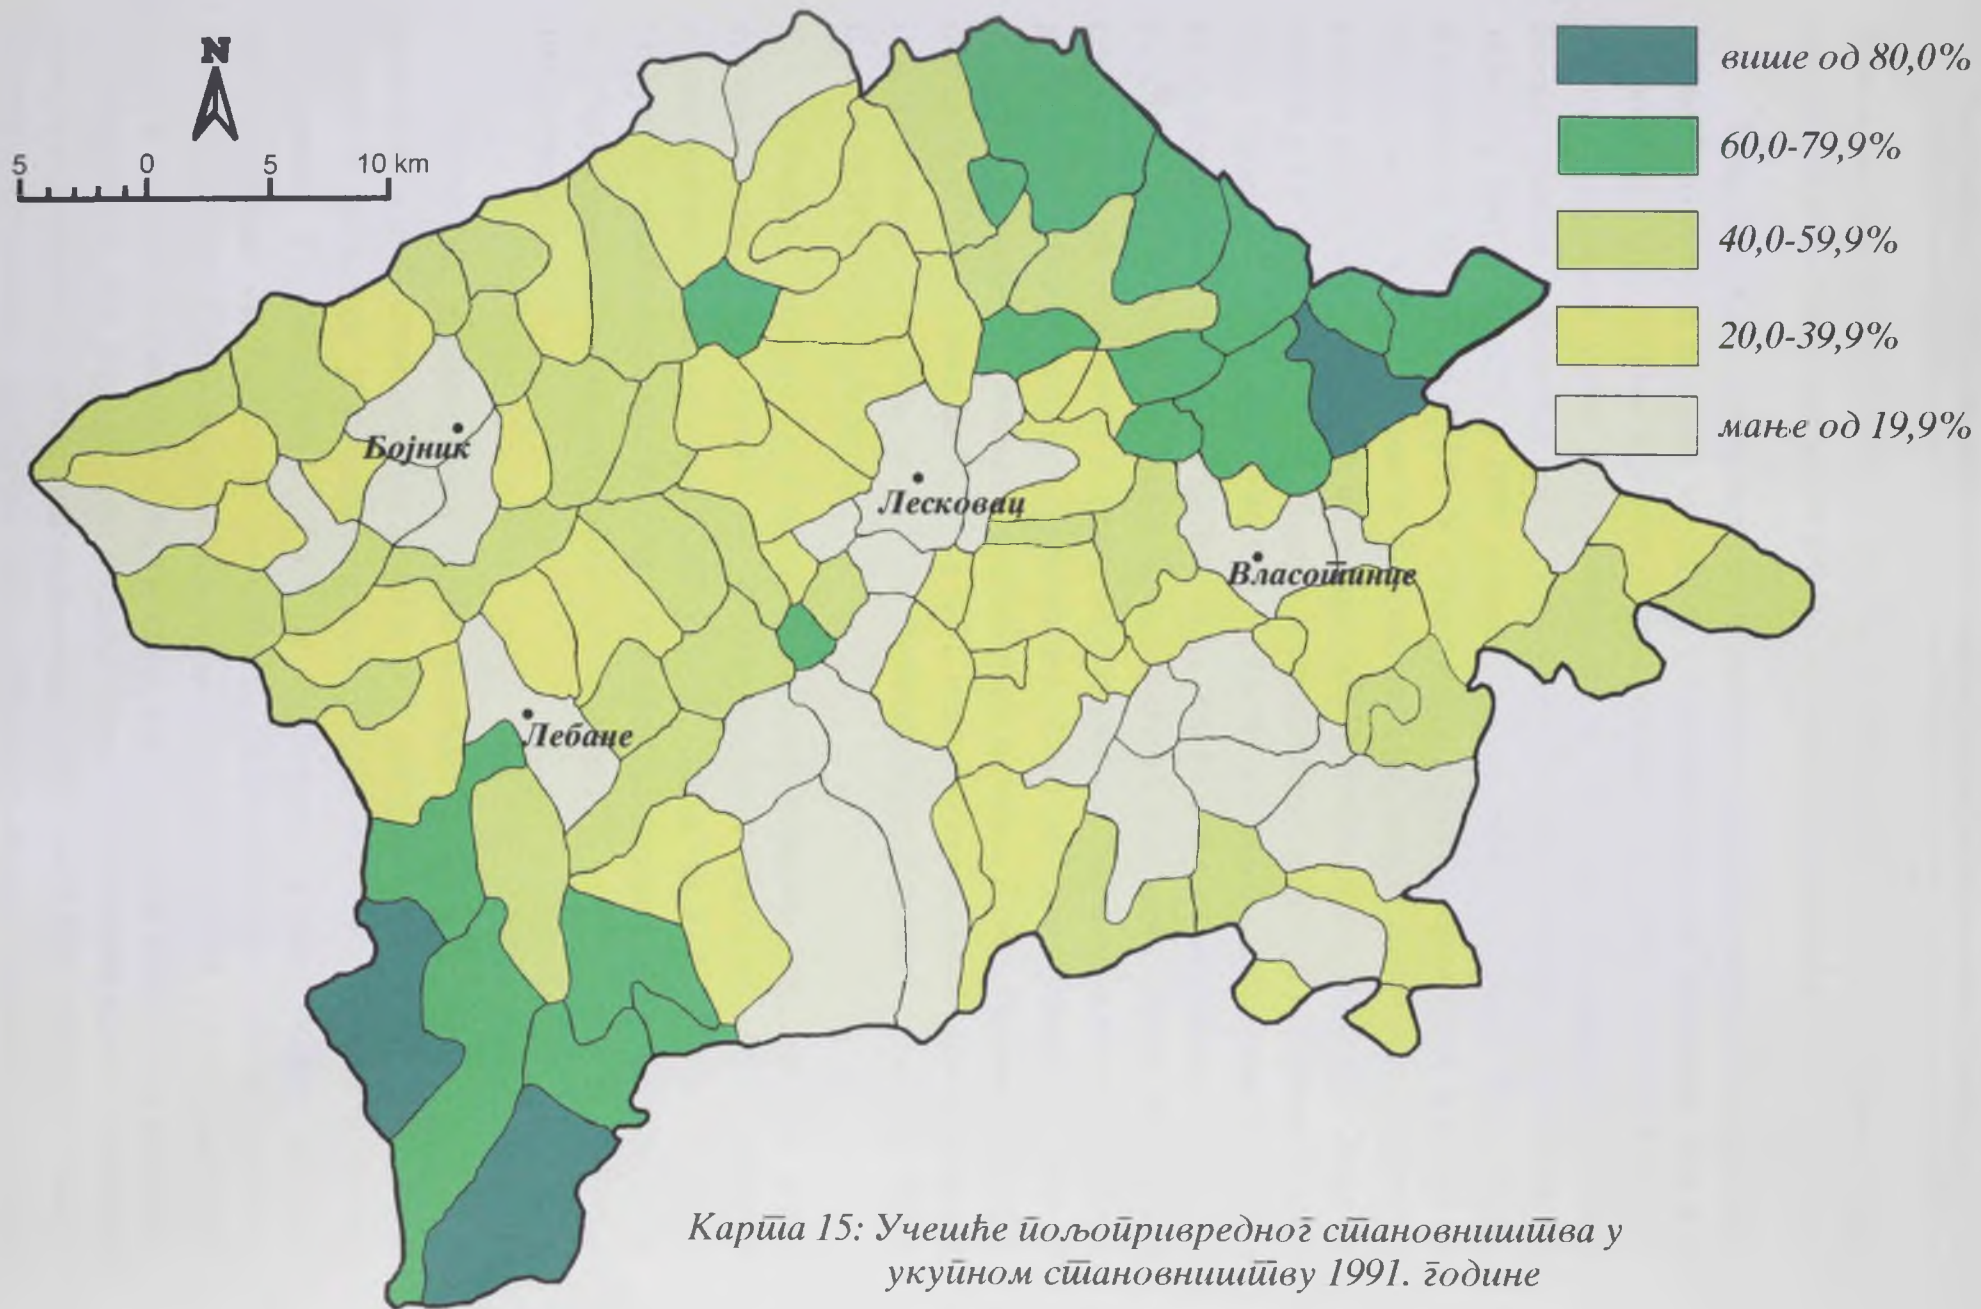 N
5 0 5 10 km
више од 80,0%
60,0-79,9%
40,0-59,9%
20,0-39,9%
мање од 19,9%
Бојник
Лесковац
Власотинце
Лебане
Карта 15: Учешће пољопривредног становништва у
укупном становништву 1991. године